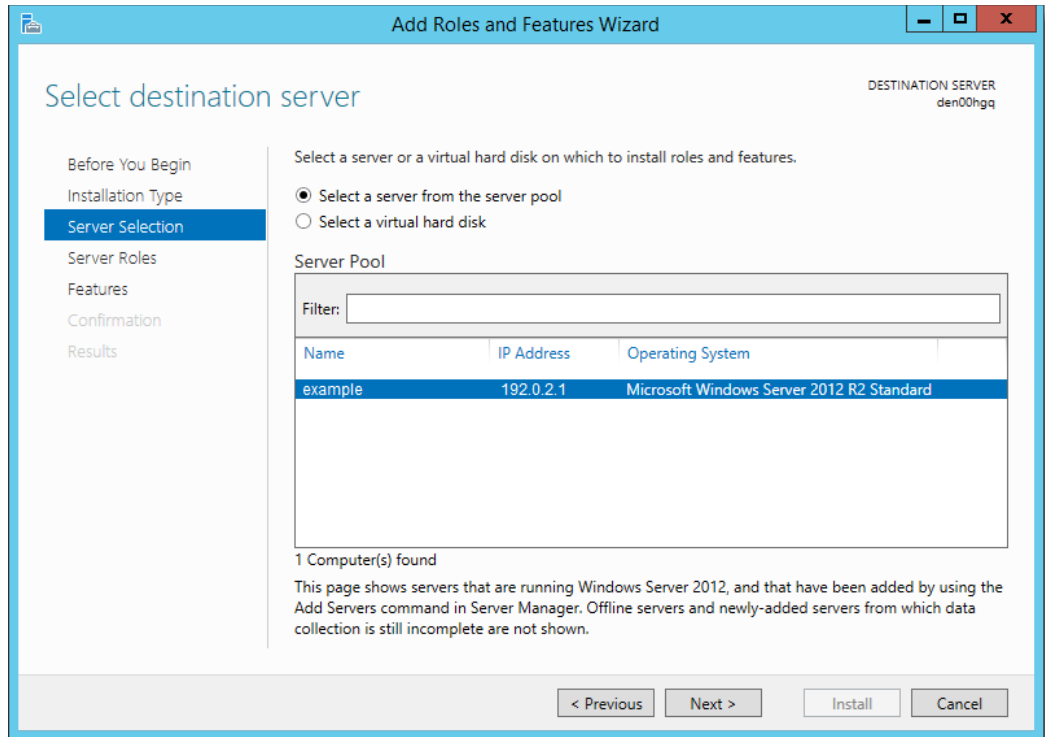 Add Roles and Features Wizard
x
Select destination server
DESTINATION SERVER
den00hgq
Before You Begin
Installation Type
Server Selection
Server Roles
Features
Confirmation
Results
Select a server or a virtual hard disk on which to install roles and features.
Select a server from the server pool
Select a virtual hard disk
Server Pool
Filter:
Name IP Address Operating System
example 192.0.2.1 Microsoft Windows Server 2012 R2 Standard
1 Computer(s) found
This page shows servers that are running Windows Server 2012, and that have been added by using the
Add Servers command in Server Manager. Offline servers and newly-added servers from which data
collection is still incomplete are not shown.
< Previous Next > Install Cancel